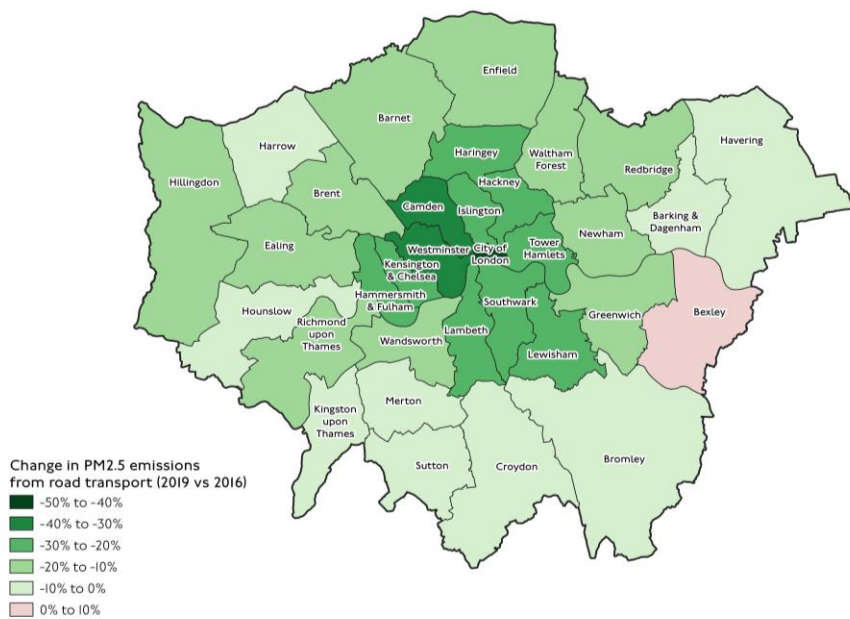 Enfield
Barnet
Harrow
Haringey
Waltham
Forest
Redbridge
Havering
Hillingdon
Brent
Hackney
Camden
Islington
Barking &
Dagenham
Ealing
Westminster
City of
London
Tower
Hamlets
Newham
Kensington
& Chelsea
Hammersmith
& Fulham
Hounslow
Richmond
upon
Thames
Southwark
Lambeth
Wandsworth
Greenwich
Bexley
Lewisham
Merton
Kingston
upon
Thames
Sutton
Croydon
Bromley
Change in PM2.5 emissions
from road transport (2019 vs 2016)
-50% to -40%
-40% to -30%
-30% to -20%
-20% to -10%
-10% to 0%
0% to 10%